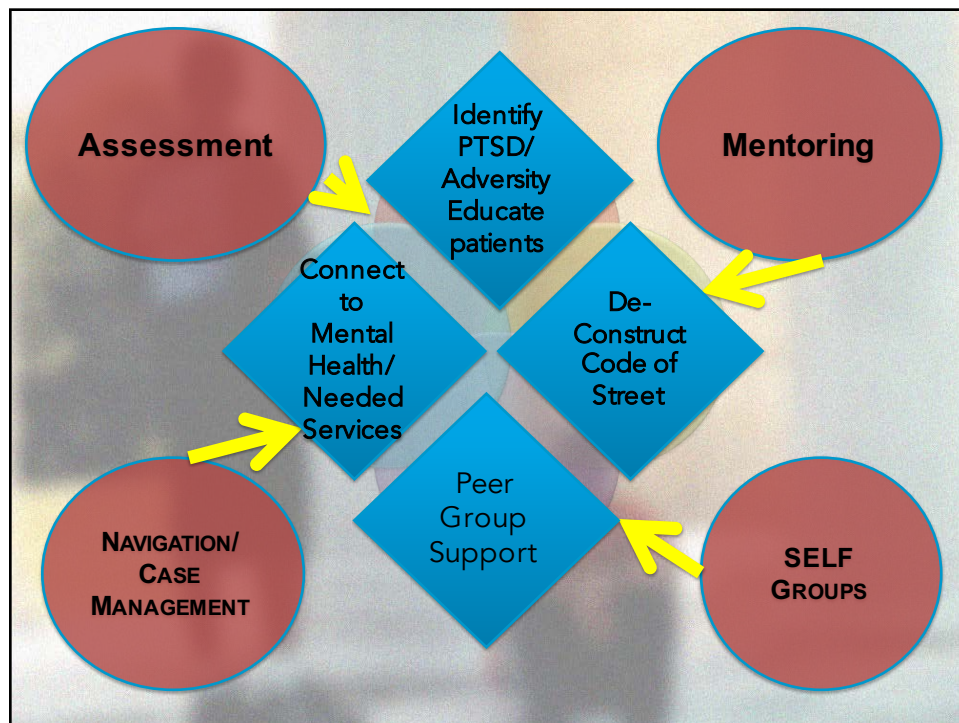 Assessment
Identify
PTSD/
Adversity
Educate
patients
Mentoring
Connect
to
Mental
Health/
Needed
Services
De-
Construct
Code of
Street
Peer
Group
Support
NAVIGATION/
CASE
MANAGEMENT
SELF
GROUPS